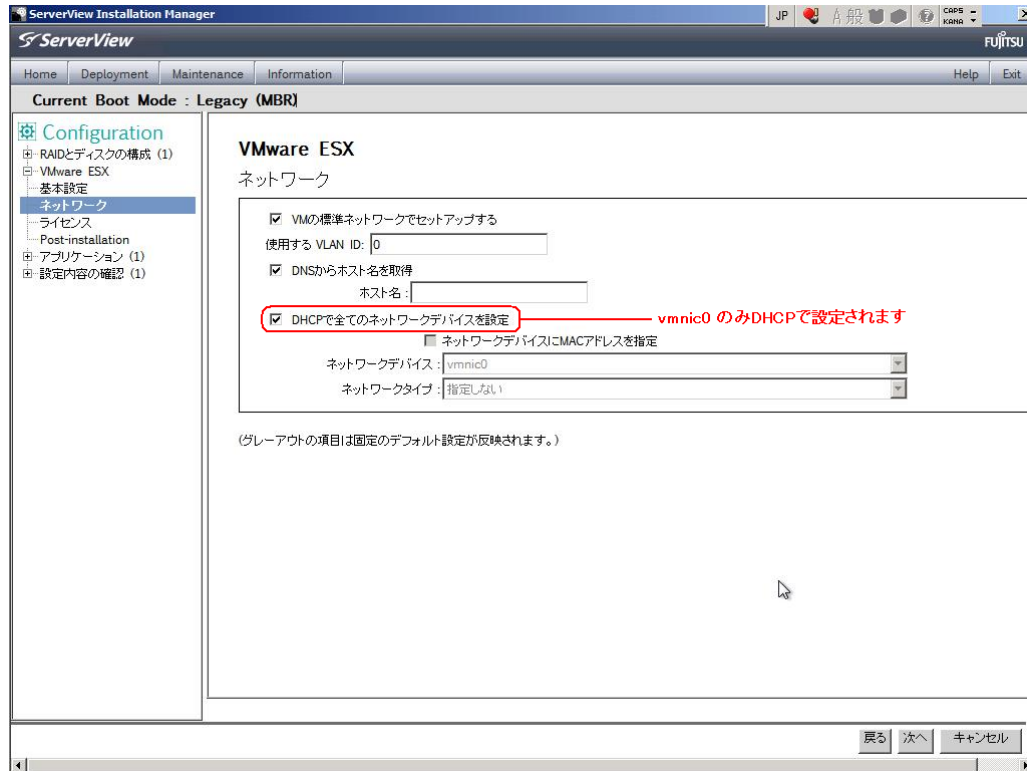 ServerView Installation Manager
JP A 般 CAPS KANA
ServerView
FUJITSU
Home Deployment Maintenance Information Help Exit
Current Boot Mode : Legacy (MBR)
Configuration
RAIDとディスクの構成 (1)
VMware ESX
基本設定
ネットワーク
ライセンス
Post-installation
アプリケーション (1)
設定内容の確認 (1)
VMware ESX
ネットワーク
VMの標準ネットワークでセットアップする
使用する VLAN ID: 0
DNSからホスト名を取得
ホスト名 :
DHCPで全てのネットワークデバイスを設定
vmnic0 のみDHCPで設定されます
ネットワークデバイスにMACアドレスを指定
ネットワークデバイス : vmnic0
ネットワークタイプ : 指定しない
(グレーアウトの項目は固定のデフォルト設定が反映されます。)
戻る 次へ キャンセル